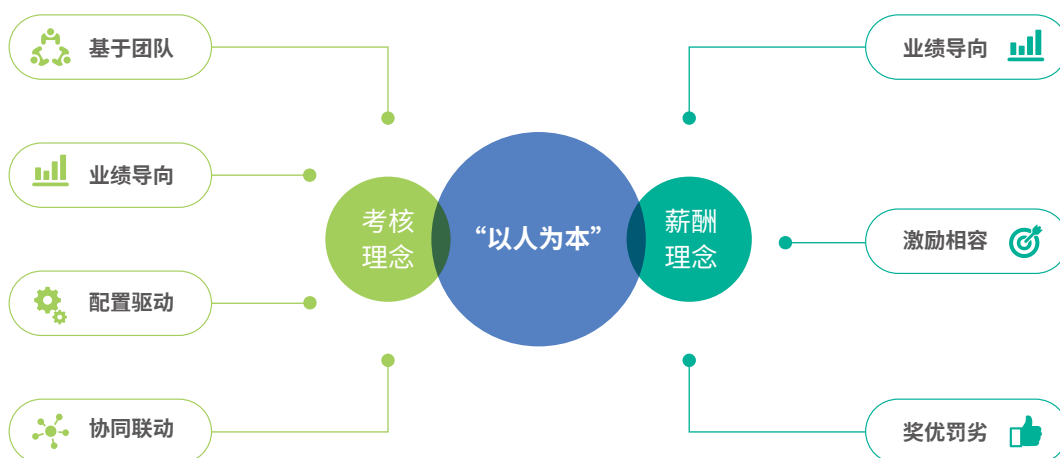 基于团队
业绩导向
配置驱动
协同联动
考核
理念
“以人为本”
薪酬
理念
业绩导向
激励相容
奖优罚劣